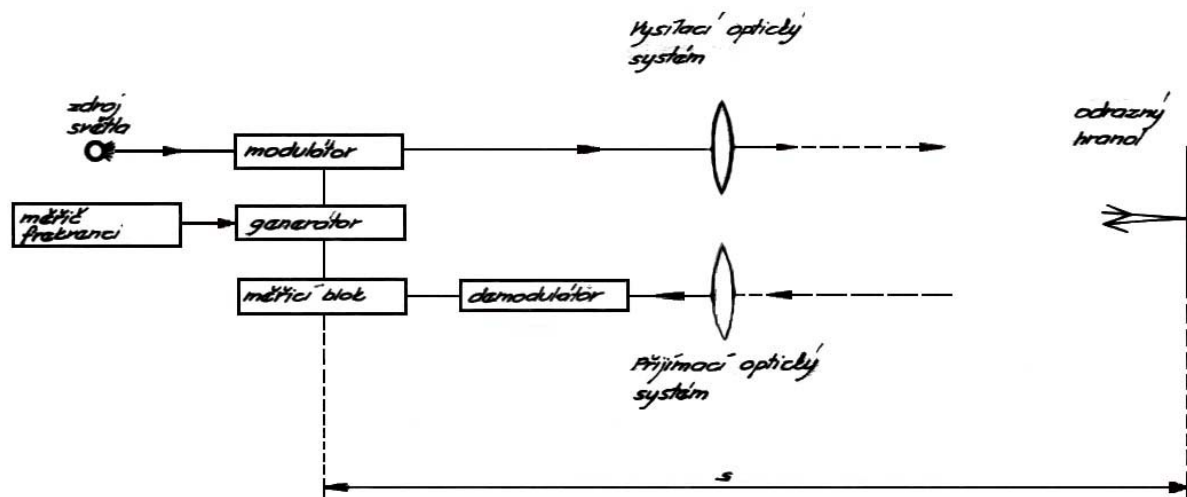 Vysílací optický
systém
zdroj
světla
odrazný
hranol
modulátor
měřič
frekvencí
generátor
měřicí blok
demodulátor
Přijímací optický
systém
s